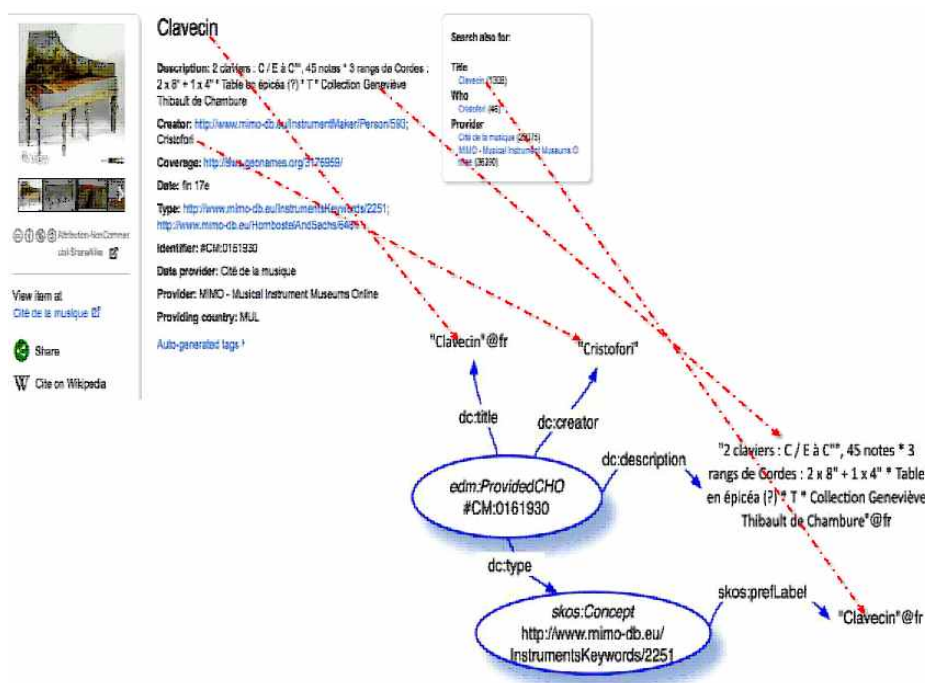 Clavecin
Description: 2 claviers : C / E à C''', 45 notes * 3 rangs de Cordes :
2 x 8" + 1 x 4" * Table en épicéa (?) * T * Collection Geneviève
Thibault de Chambure
Creator: http://www.mimo-db.eu/InstrumentMaker/Person/593;
Cristofori
Coverage: http://sws.geonames.org/3176959/
Date: fin 17e
Type: http://www.mimo-db.eu/InstrumentsKeywords/2251;
http://www.mimo-db.eu/HornbostelAndSachs/
Identifier: #CM:0161930
Data provider: Cité de la musique
Provider: MIMO - Musical Instrument Museums Online
Providing country: MUL
Auto-generated tags
Attribution-NonCommer
cial-ShareAlike
View item at
Cité de la musique
Share
W Cite on Wikipedia
Search also for:
Title
Clavecin
Who
Cristofori (46)
Provider
Cité de la musique
MIMO - Musical Instrument Museums O
"Clavecin"@fr
"Cristofori"
dc:title
dc:creator
dc:description
"2 claviers : C / E à C""", 45 notes * 3
rangs de Cordes : 2 x 8" + 1 x 4" * Table
en épicéa (?) * T * Collection Geneviève
Thibault de Chambure"@fr
edm:ProvidedCHO
#CM:0161930
dc:type
skos:Concept
http://www.mimo-db.eu/
InstrumentsKeywords/2251
skos:prefLabel
"Clavecin"@fr